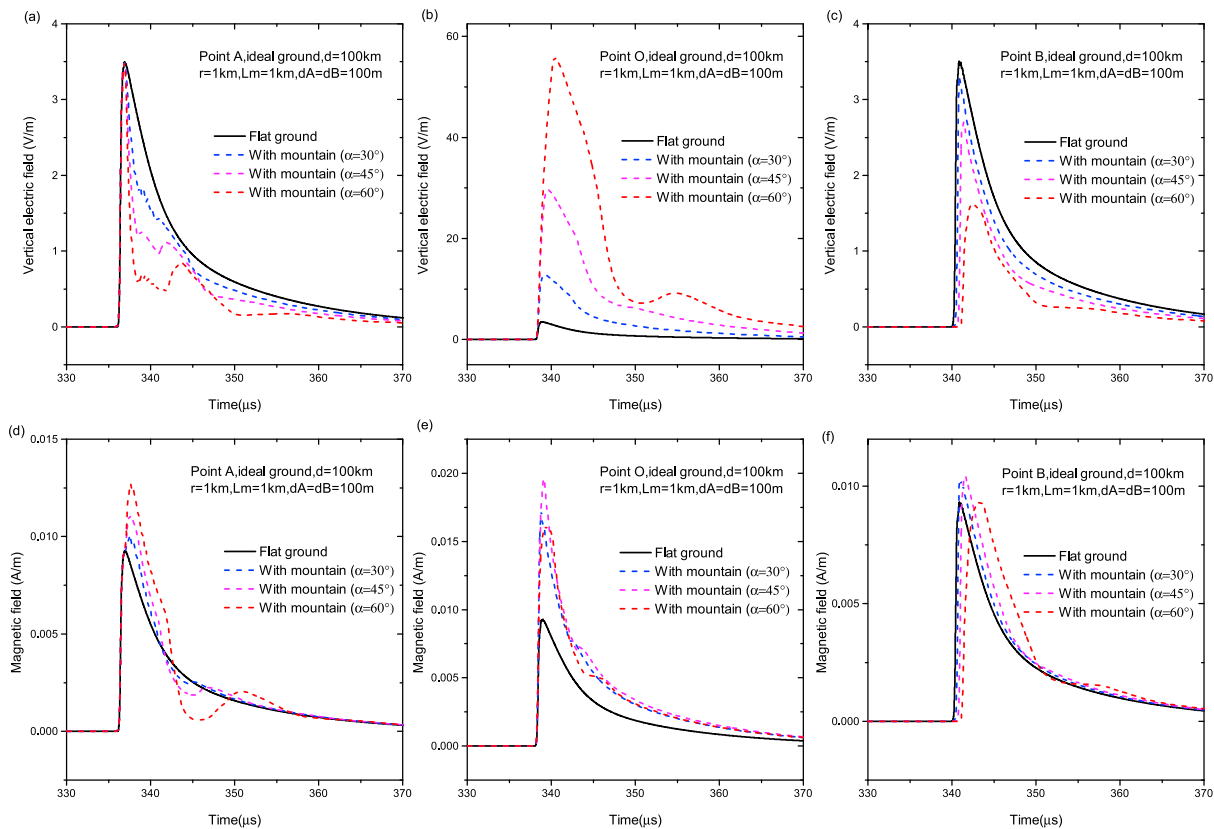 (a)
Point A,ideal ground,d=100km
r=1km,Lm=1km,dA=dB=100m
Flat ground
With mountain (α=30°)
With mountain (α=45°)
With mountain (α=60°)
Vertical electric field (V/m)
4
3
2
1
0
330 340 350 360 370
Time(μs)
(b)
Point O,ideal ground,d=100km
r=1km,Lm=1km,dA=dB=100m
Flat ground
With mountain (α=30°)
With mountain (α=45°)
With mountain (α=60°)
Vertical electric field (V/m)
60
40
20
0
330 340 350 360 370
Time(μs)
(c)
Point B,ideal ground,d=100km
r=1km,Lm=1km,dA=dB=100m
Flat ground
With mountain (α=30°)
With mountain (α=45°)
With mountain (α=60°)
Vertical electric field (V/m)
4
3
2
1
0
330 340 350 360 370
Time(μs)
(d)
Point A,ideal ground,d=100km
r=1km,Lm=1km,dA=dB=100m
Flat ground
With mountain (α=30°)
With mountain (α=45°)
With mountain (α=60°)
Magnetic field (A/m)
0.015
0.010
0.005
0.000
330 340 350 360 370
Time(μs)
(e)
Point O,ideal ground,d=100km
r=1km,Lm=1km,dA=dB=100m
Flat ground
With mountain (α=30°)
With mountain (α=45°)
With mountain (α=60°)
Magnetic field (A/m)
0.020
0.015
0.010
0.005
0.000
330 340 350 360 370
Time(μs)
(f)
Point B,ideal ground,d=100km
r=1km,Lm=1km,dA=dB=100m
Flat ground
With mountain (α=30°)
With mountain (α=45°)
With mountain (α=60°)
Magnetic field (A/m)
0.010
0.005
0.000
330 340 350 360 370
Time(μs)